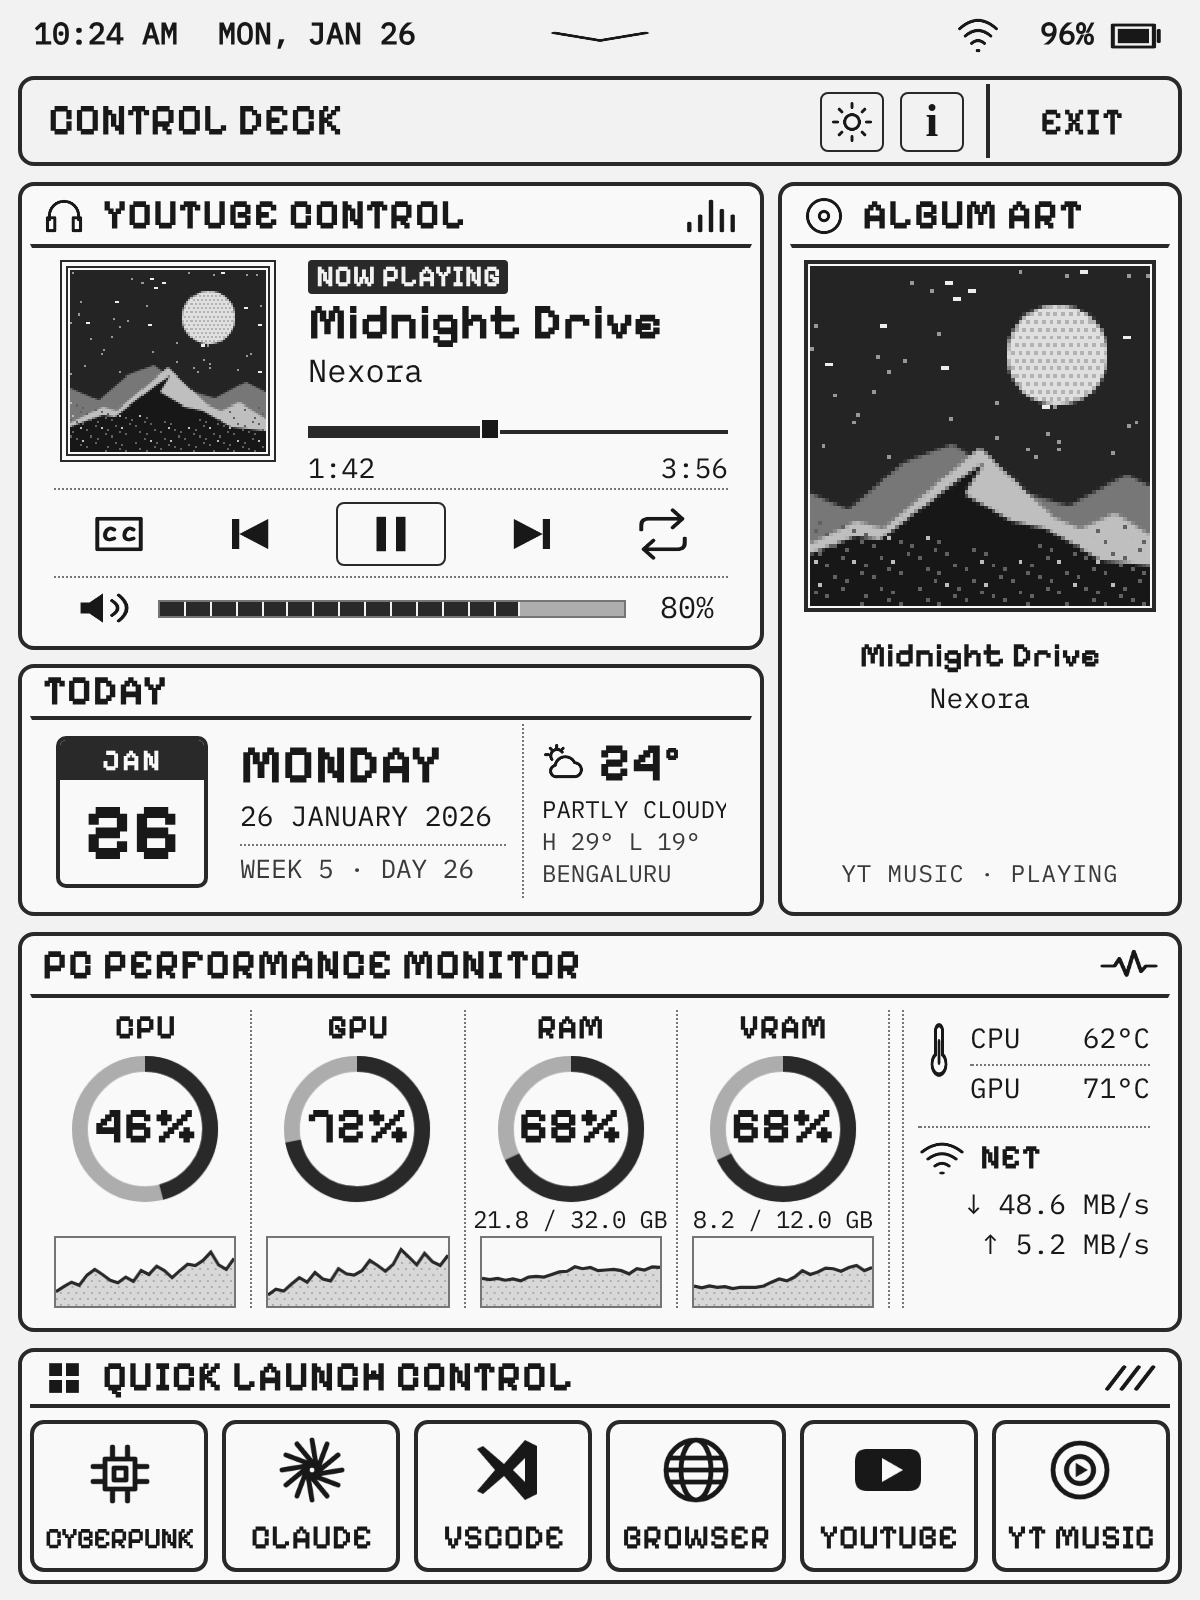 10:24 AM MON, JAN 26 96%
CONTROL DECK i EXIT
YOUTUBE CONTROL
NOW PLAYING
Midnight Drive
Nexora
1:42 3:56
CC
80%
ALBUM ART
Midnight Drive
Nexora
YT MUSIC · PLAYING
TODAY
JAN
26
MONDAY
26 JANUARY 2026
WEEK 5 · DAY 26
24°
PARTLY CLOUDY
H 29° L 19°
BENGALURU
PC PERFORMANCE MONITOR
CPU
46%
GPU
72%
RAM
68%
21.8 / 32.0 GB
VRAM
68%
8.2 / 12.0 GB
CPU 62°C
GPU 71°C
NET
↓ 48.6 MB/s
↑ 5.2 MB/s
QUICK LAUNCH CONTROL
CYBERPUNK CLAUDE VSCODE BROWSER YOUTUBE YT MUSIC